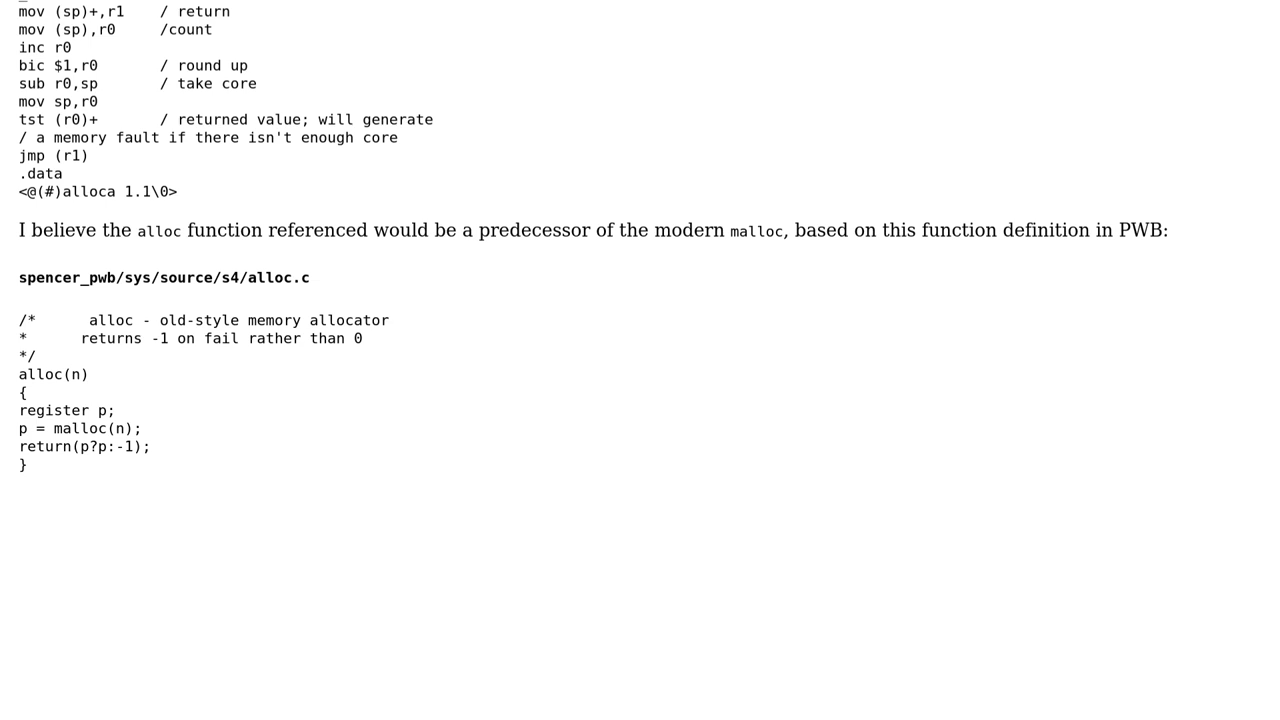 mov (sp)+,r1    / return
mov (sp),r0     /count
inc r0
bic $1,r0       / round up
sub r0,sp       / take core
mov sp,r0
tst (r0)+       / returned value; will generate
/ a memory fault if there isn't enough core
jmp (r1)
.data
<@(#)alloca 1.1\0>
I believe the alloc function referenced would be a predecessor of the modern malloc, based on this function definition in PWB:
spencer_pwb/sys/source/s4/alloc.c
/*      alloc - old-style memory allocator
*      returns -1 on fail rather than 0
*/
alloc(n)
{
register p;
p = malloc(n);
return(p?p:-1);
}